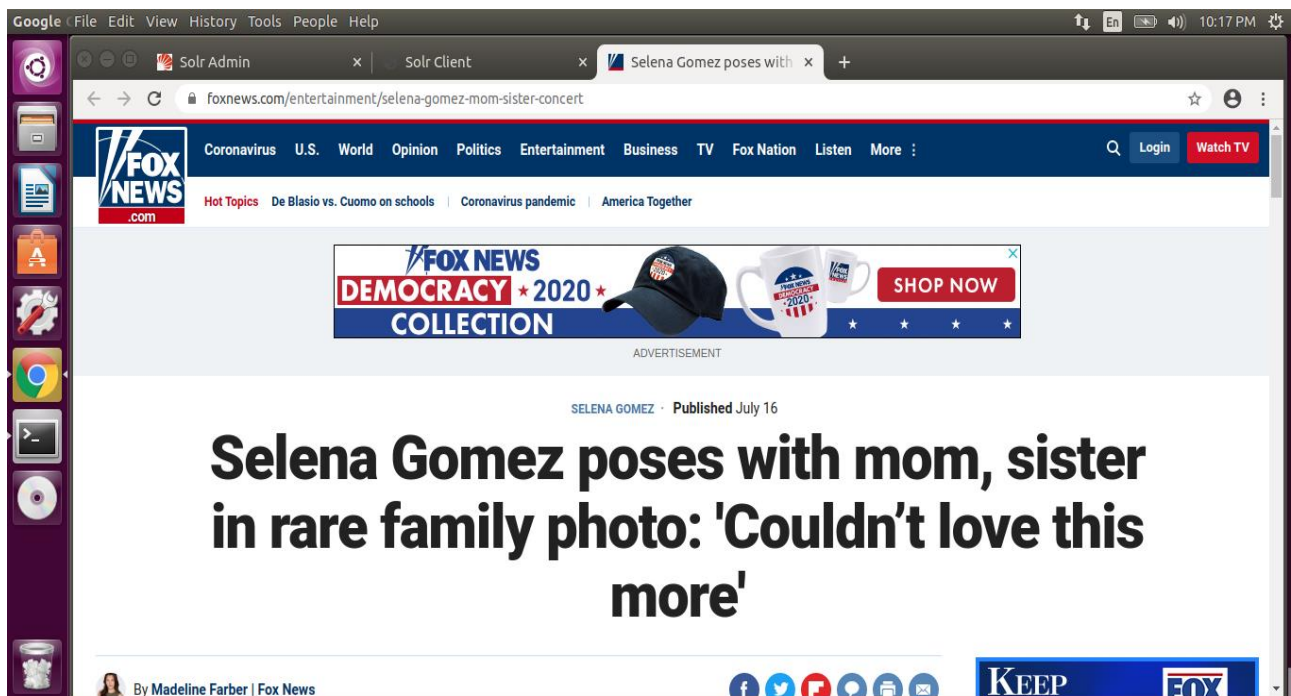 Google C File Edit View History Tools People Help En 10:17 PM
Solr Admin × Solr Client × Selena Gomez poses with × +
foxnews.com/entertainment/selena-gomez-mom-sister-concert
FOX NEWS .com
Coronavirus U.S. World Opinion Politics Entertainment Business TV Fox Nation Listen More Login Watch TV
Hot Topics De Blasio vs. Cuomo on schools | Coronavirus pandemic | America Together
FOX NEWS
DEMOCRACY ★ 2020 ★
COLLECTION
DEMOCRACY 2020
SHOP NOW
ADVERTISEMENT
SELENA GOMEZ · Published July 16
Selena Gomez poses with mom, sister
in rare family photo: 'Couldn’t love this
more'
By Madeline Farber | Fox News
KEEP
FOX